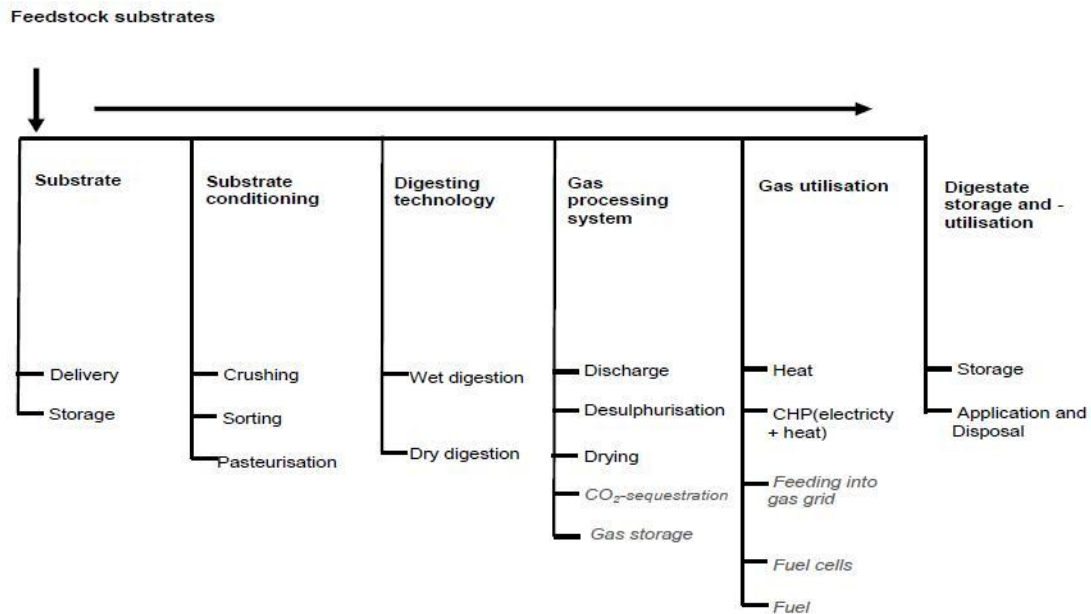 Feedstock substrates
Substrate
Delivery
Storage
Substrate
conditioning
Crushing
Sorting
Pasteurisation
Digesting
technology
Wet digestion
Dry digestion
Gas
processing
system
Discharge
Desulphurisation
Drying
CO₂-sequestration
Gas storage
Gas utilisation
Heat
CHP(electricty
+ heat)
Feeding into
gas grid
Fuel cells
Fuel
Digestate
storage and -
utilisation
Storage
Application and
Disposal